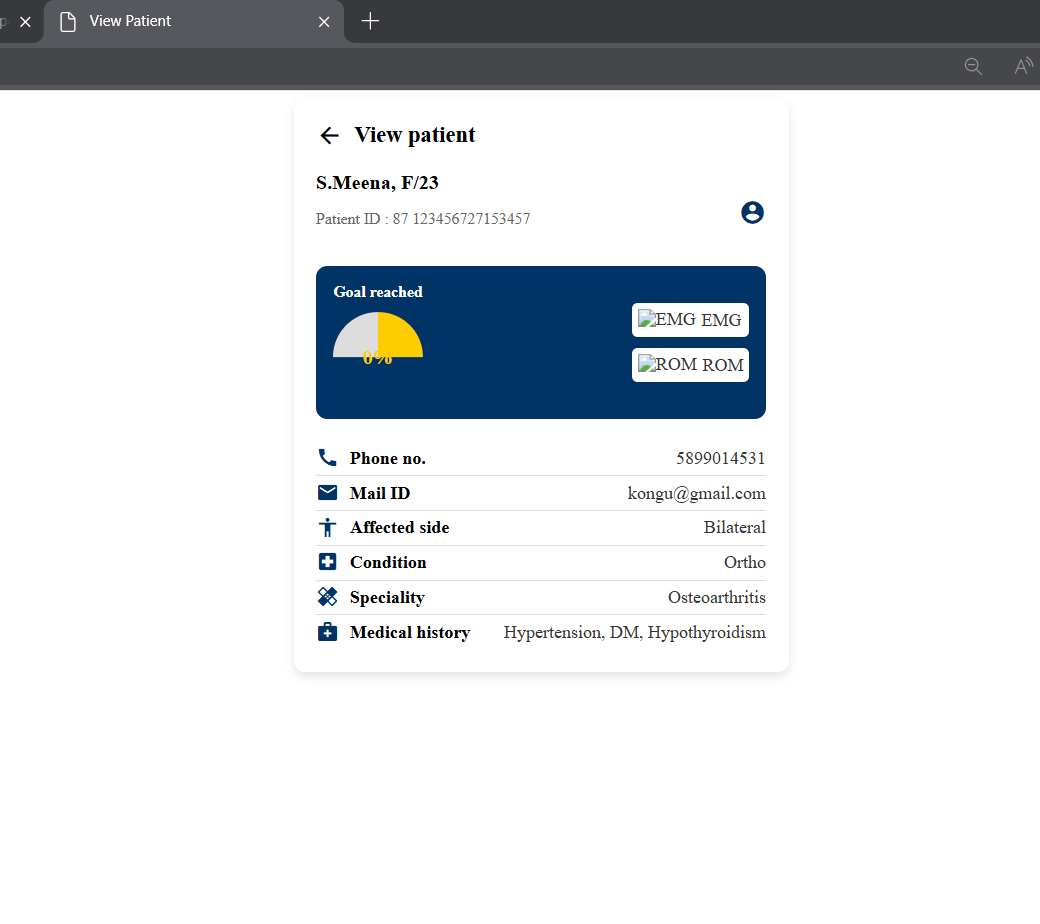 View Patient
View patient
S.Meena, F/23
Patient ID : 87 123456727153457
Goal reached
0%
EMG EMG
ROM ROM
Phone no. 5899014531
Mail ID kongu@gmail.com
Affected side Bilateral
Condition Ortho
Speciality Osteoarthritis
Medical history Hypertension, DM, Hypothyroidism